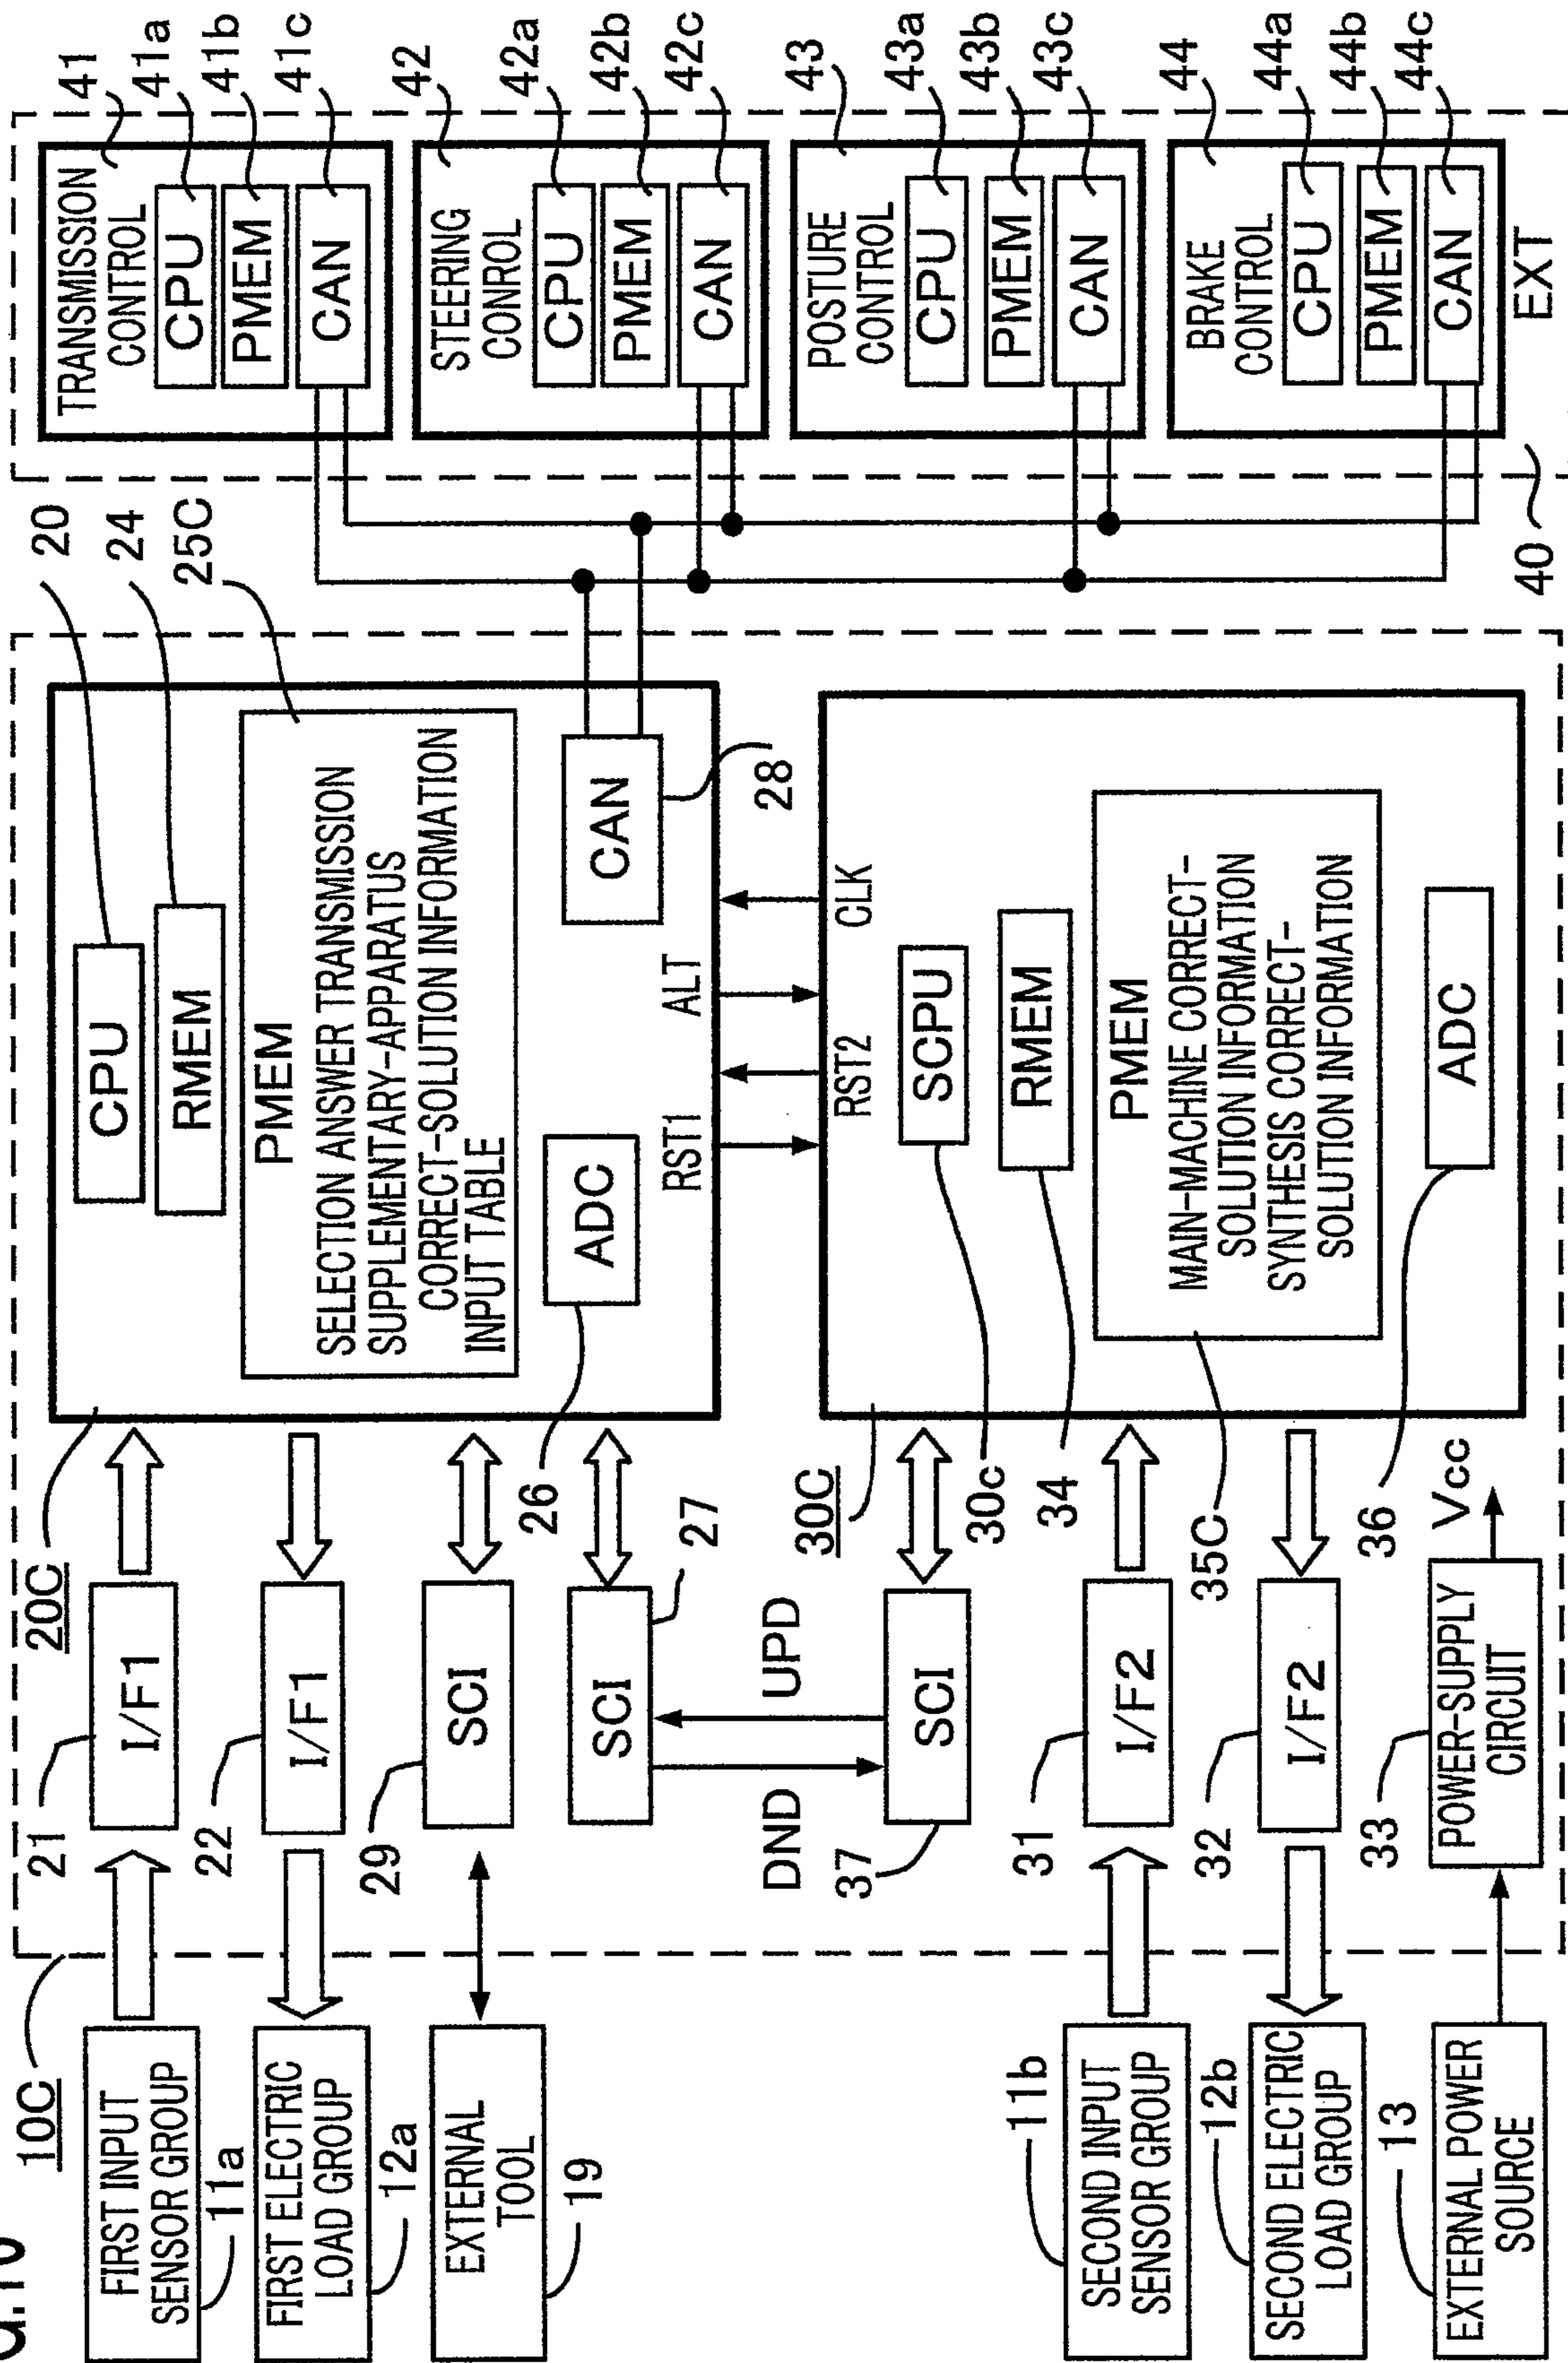 G.10
10C
FIRST INPUT
SENSOR GROUP
11a
FIRST ELECTRIC
LOAD GROUP
12a
EXTERNAL
TOOL
19
11b
SECOND INPUT
SENSOR GROUP
12b
SECOND ELECTRIC
LOAD GROUP
13
EXTERNAL POWER
SOURCE
21
I/F1
22
I/F1
29
SCI
SCI
27
DND
UPD
37
SCI
31
I/F2
32
I/F2
33
POWER-SUPPLY
CIRCUIT
Vcc
20C
CPU
20
RMEM
24
PMEM
25C
SELECTION ANSWER TRANSMISSION
SUPPLEMENTARY-APPARATUS
CORRECT-SOLUTION INFORMATION
INPUT TABLE
ADC
26
CAN
28
RST1
ALT
RST2
CLK
30C
SCPU
30c
RMEM
34
PMEM
MAIN-MACHINE CORRECT-
SOLUTION INFORMATION
SYNTHESIS CORRECT-
SOLUTION INFORMATION
35C
ADC
36
TRANSMISSION
CONTROL
41
CPU
41a
PMEM
41b
CAN
41c
STEERING
CONROL
42
CPU
42a
PMEM
42b
CAN
42c
POSTURE
CONTROL
43
CPU
43a
PMEM
43b
CAN
43c
BRAKE
CONTROL
44
CPU
44a
PMEM
44b
CAN
44c
EXT
40